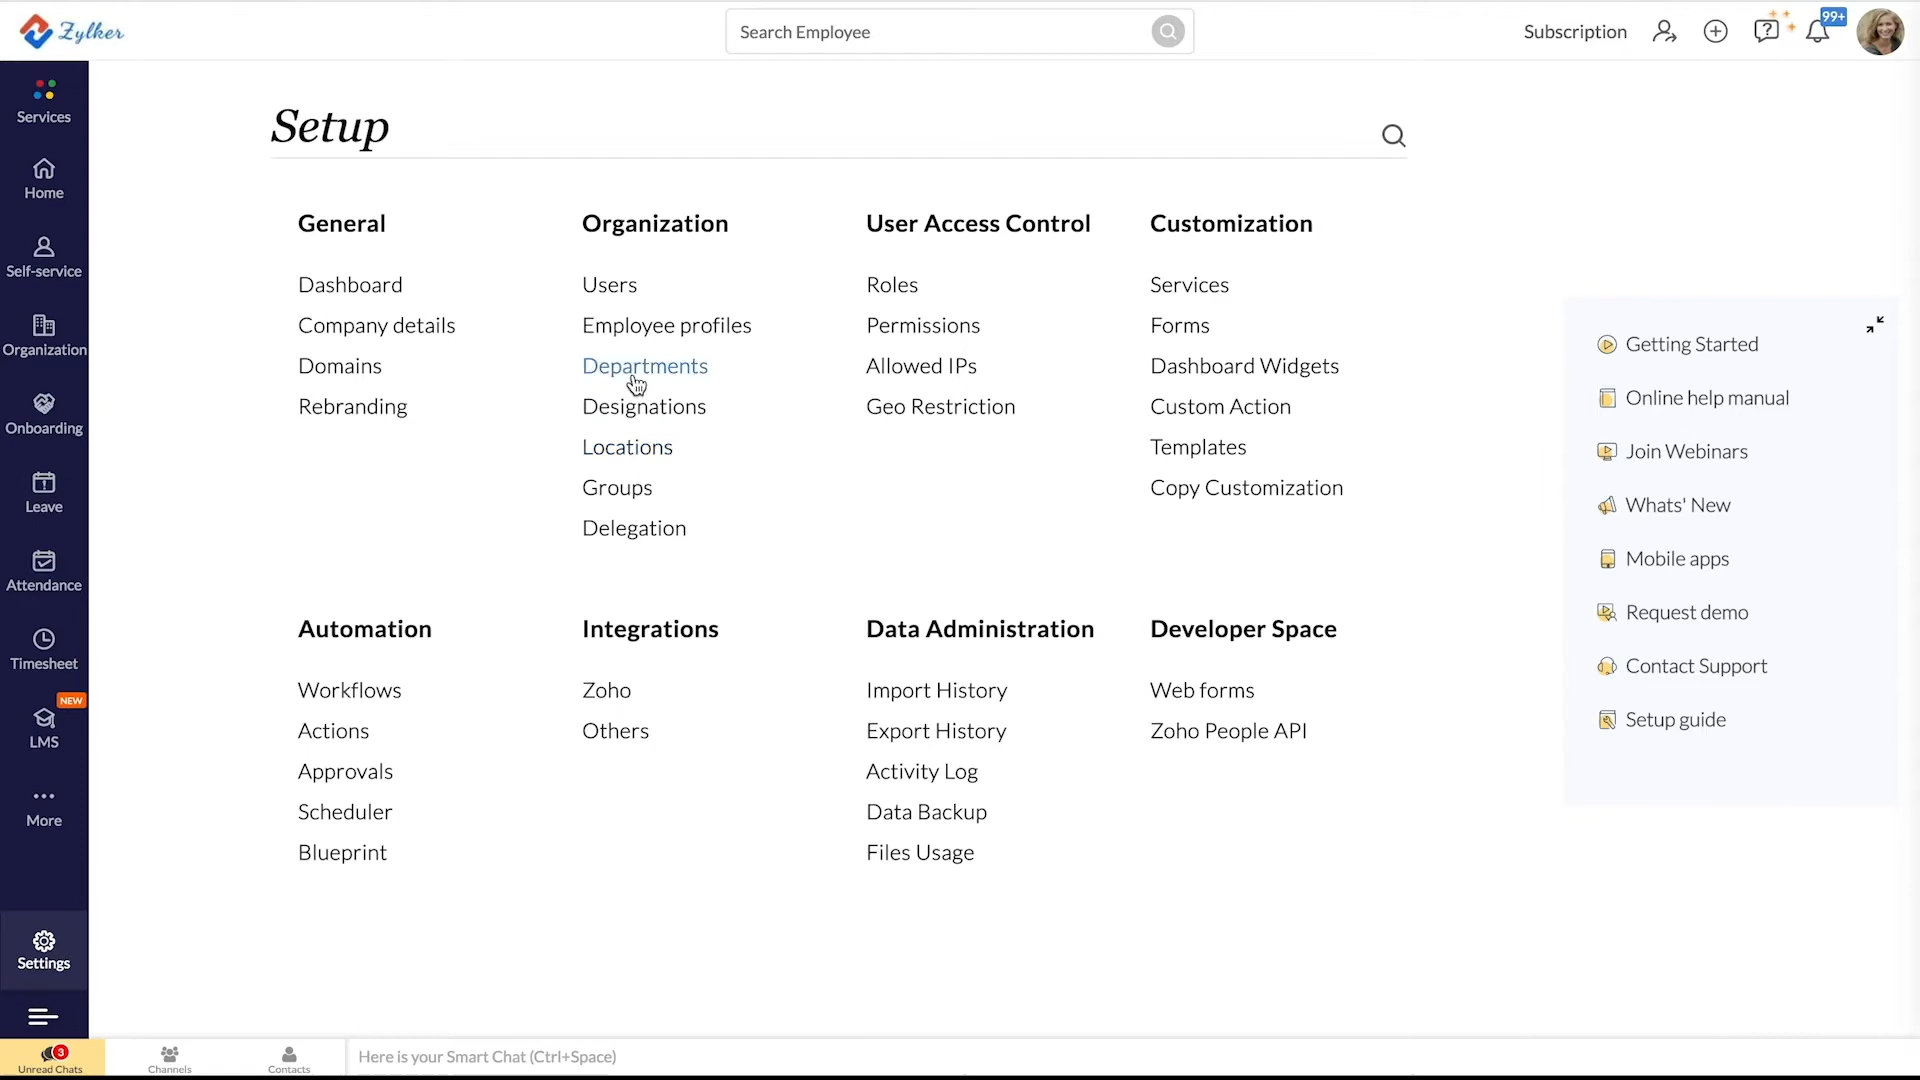 Zylker
Search Employee
Subscription
99+
Services
Home
Self-service
Organization
Onboarding
Leave
Attendance
Timesheet
NEW
LMS
More
Settings
Setup
General
Dashboard
Company details
Domains
Rebranding
Organization
Users
Employee profiles
Departments
Designations
Locations
Groups
Delegation
User Access Control
Roles
Permissions
Allowed IPs
Geo Restriction
Customization
Services
Forms
Dashboard Widgets
Custom Action
Templates
Copy Customization
Automation
Workflows
Actions
Approvals
Scheduler
Blueprint
Integrations
Zoho
Others
Data Administration
Import History
Export History
Activity Log
Data Backup
Files Usage
Developer Space
Web forms
Zoho People API
Getting Started
Online help manual
Join Webinars
Whats' New
Mobile apps
Request demo
Contact Support
Setup guide
3
Unread Chats
Channels
Contacts
Here is your Smart Chat (Ctrl+Space)